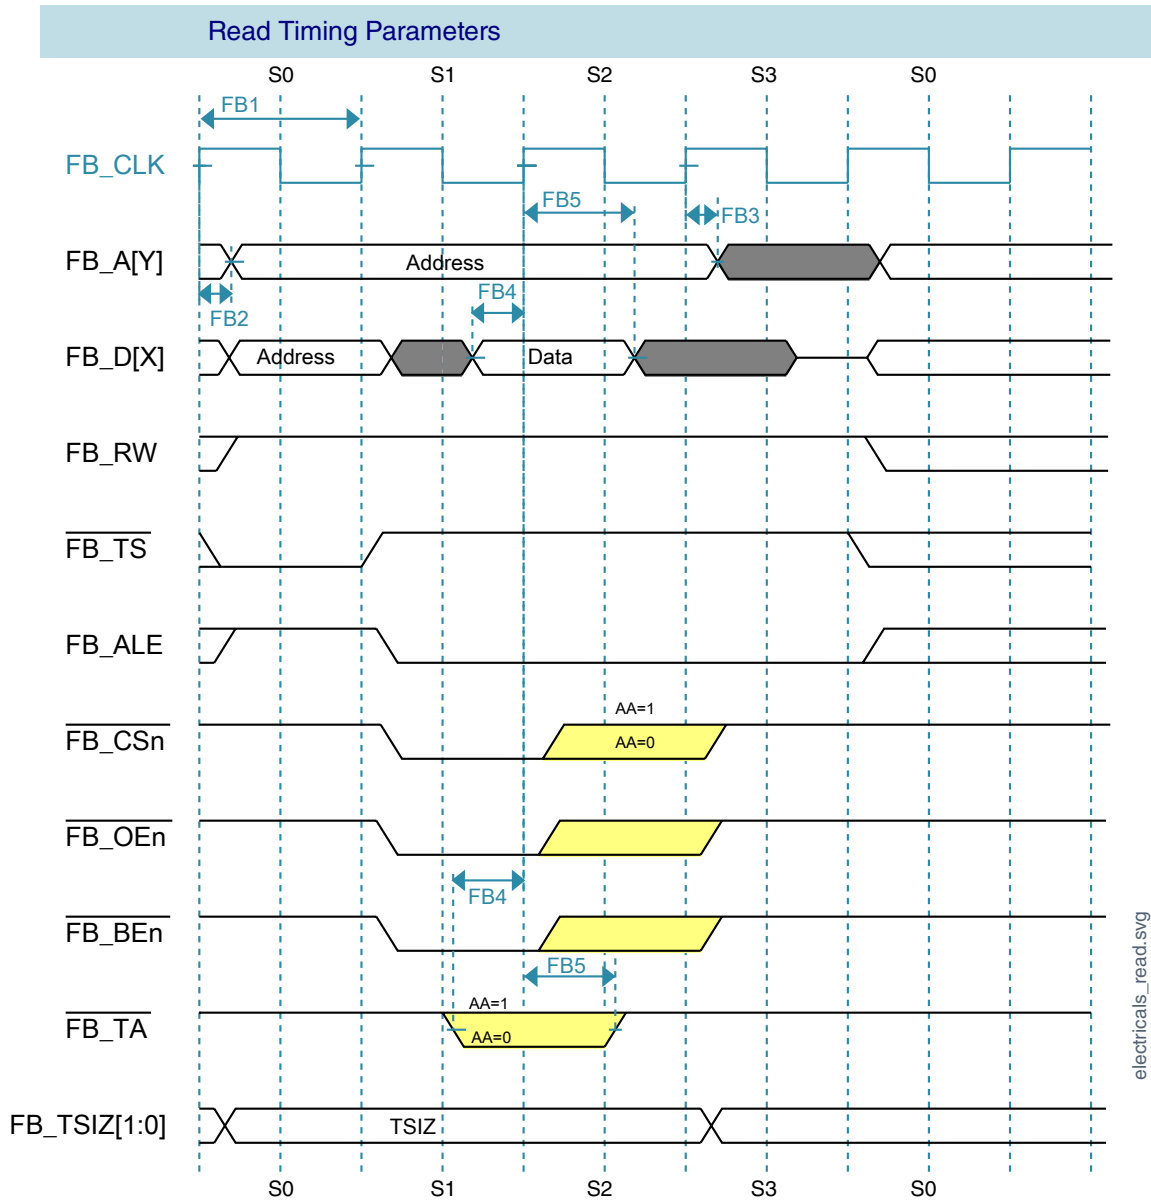 Read Timing Parameters
S0 S1 S2 S3 S0
FB1
FB_CLK
FB5
FB3
FB_A[Y]
Address
FB4
FB2
FB_D[X]
Address
Data
FB_RW
FB_TS
FB_ALE
AA=1
FB_CSn
AA=0
FB_OEn
FB4
FB_BEn
FB5
AA=1
FB_TA
AA=0
electricals_read.svg
FB_TSIZ[1:0]
TSIZ
S0 S1 S2 S3 S0